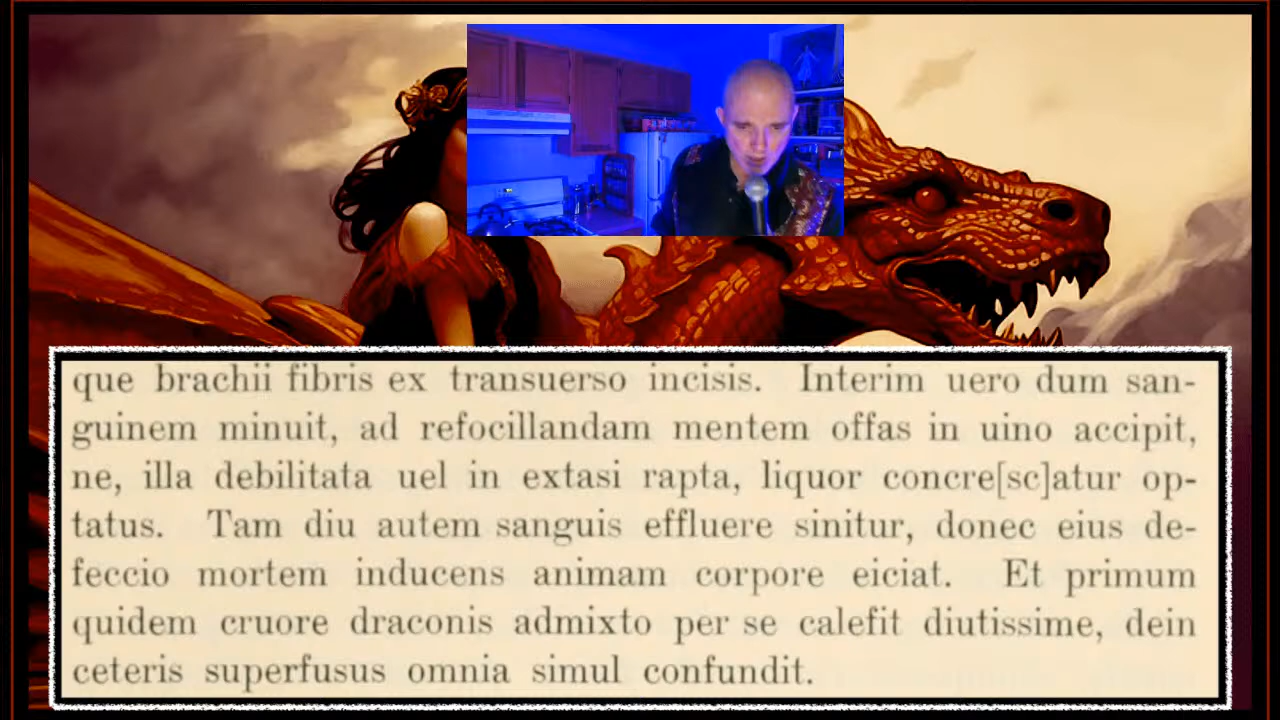 que brachii fibris ex transuerso incisis. Interim uero dum san-
guinem minuit, ad refocillandam mentem offas in uino accipit,
ne, illa debilitata uel in extasi rapta, liquor concre[sc]atur op-
tatus. Tam diu autem sanguis effluere sinitur, donec eius de-
feccio mortem inducens animam corpore eiciat. Et primum
quidem cruore draconis admixto per se calefit diutissime, dein
ceteris superfusus omnia simul confundit.